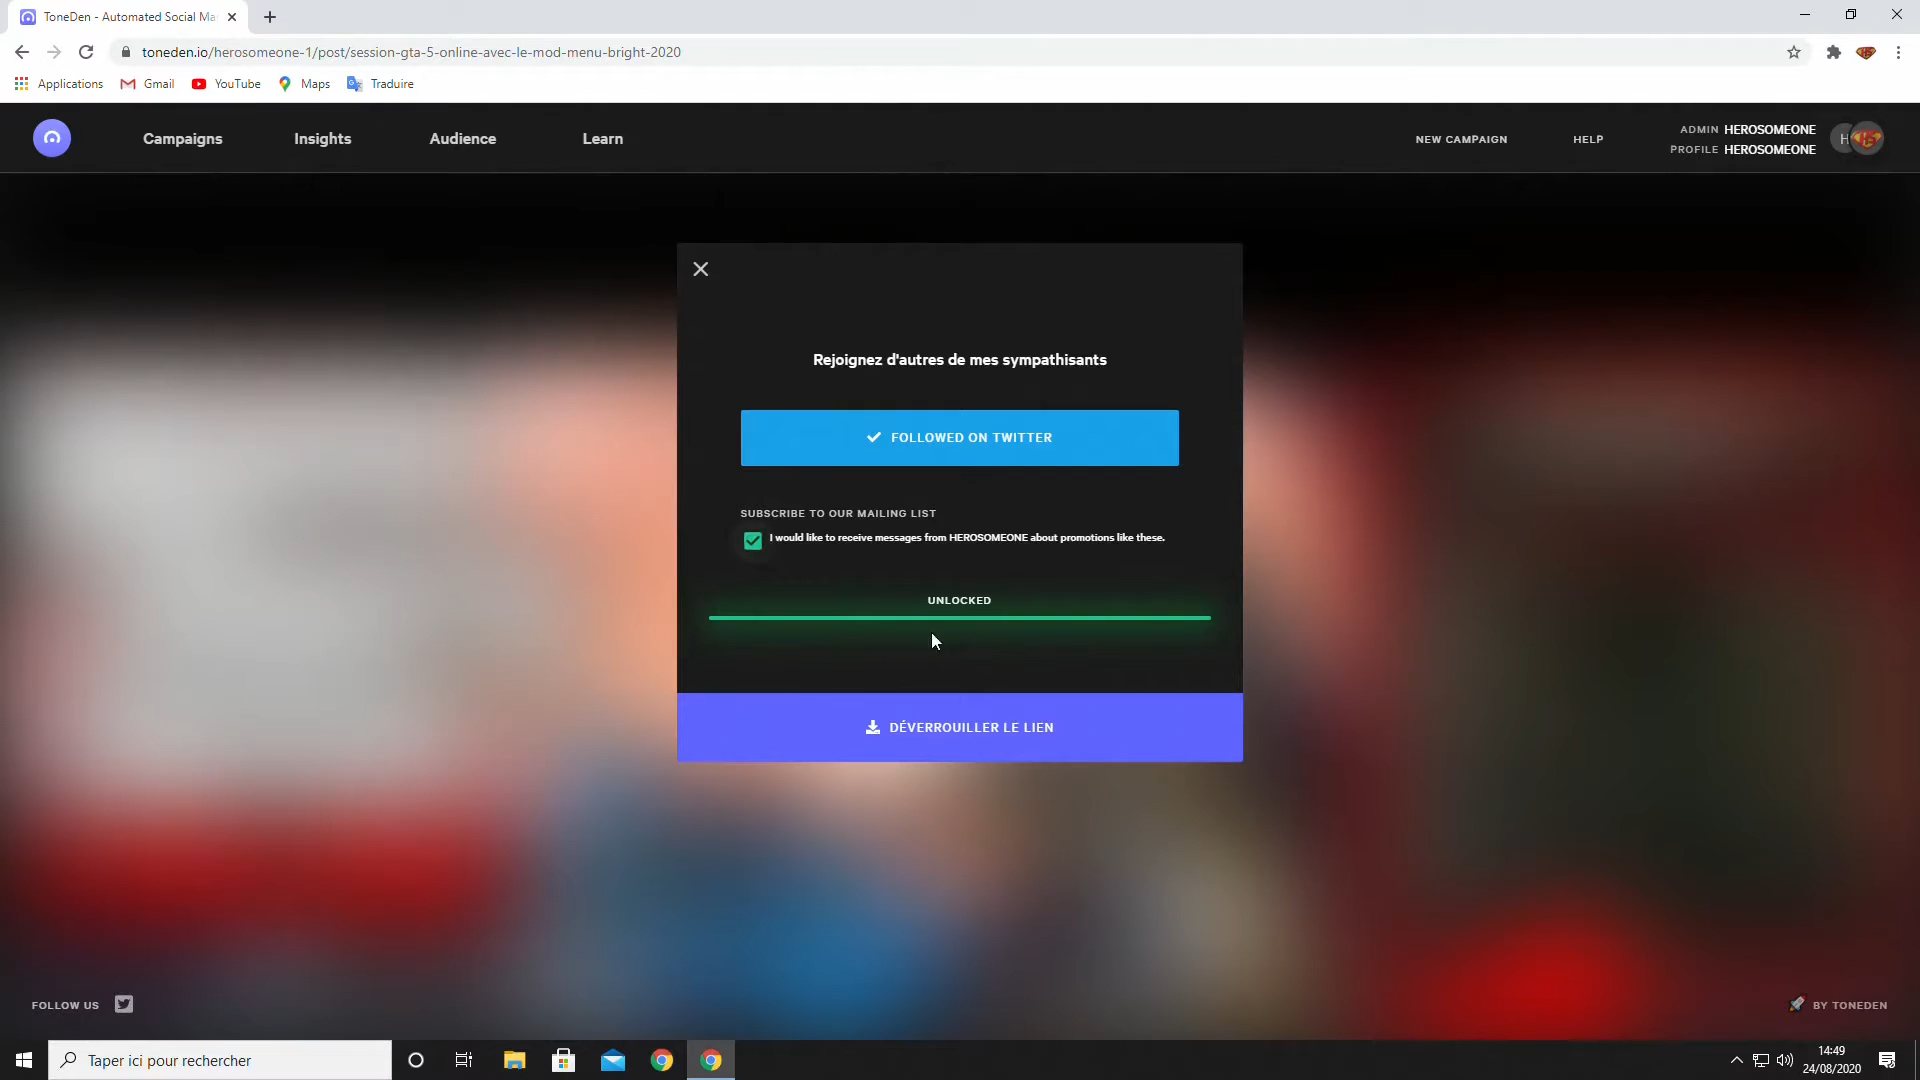 ToneDen - Automated Social Ma
toneden.io/herosomeone-1/post/session-gta-5-online-avec-le-mod-menu-bright-2020
Applications Gmail YouTube Maps Traduire
Campaigns Insights Audience Learn NEW CAMPAIGN HELP
ADMIN HEROSOMEONE
PROFILE HEROSOMEONE
H HS
Rejoignez d'autres de mes sympathisants
FOLLOWED ON TWITTER
SUBSCRIBE TO OUR MAILING LIST
I would like to receive messages from HEROSOMEONE about promotions like these.
UNLOCKED
DÉVERROUILLER LE LIEN
FOLLOW US
BY TONEDEN
Taper ici pour rechercher
14:49
24/08/2020